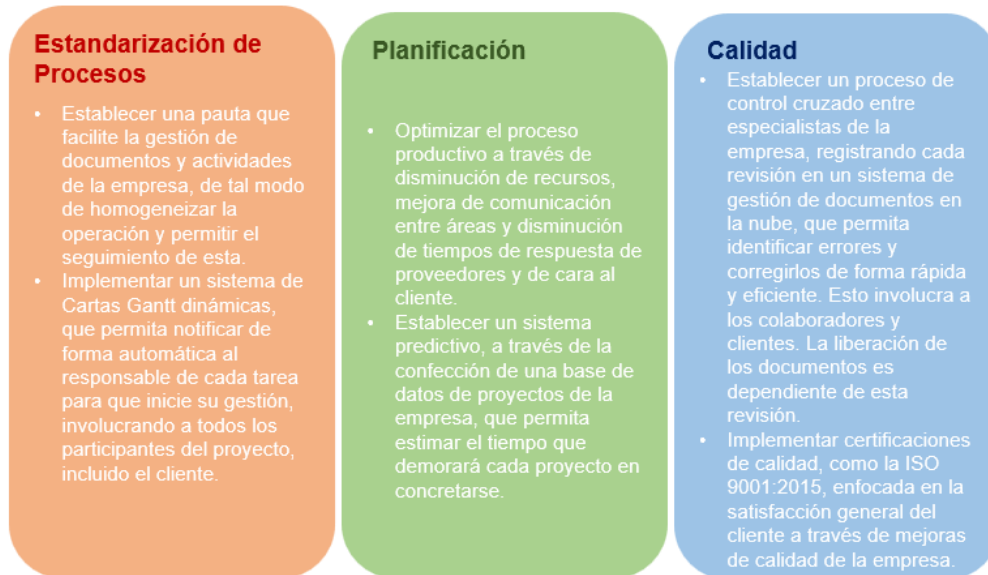 Estandarización de
Procesos
• Establecer una pauta que
facilite la gestión de
documentos y actividades
de la empresa, de tal modo
de homogeneizar la
operación y permitir el
seguimiento de esta.
• Implementar un sistema de
Cartas Gantt dinámicas,
que permita notificar de
forma automática al
responsable de cada tarea
para que inicie su gestión,
involucrando a todos los
participantes del proyecto,
incluido el cliente.
Planificación
• Optimizar el proceso
productivo a través de
disminución de recursos,
mejora de comunicación
entre áreas y disminución
de tiempos de respuesta de
proveedores y de cara al
cliente.
• Establecer un sistema
predictivo, a través de la
confección de una base de
datos de proyectos de la
empresa, que permita
estimar el tiempo que
demorará cada proyecto en
concretarse.
Calidad
• Establecer un proceso de
control cruzado entre
especialistas de la
empresa, registrando cada
revisión en un sistema de
gestión de documentos en
la nube, que permita
identificar errores y
corregirlos de forma rápida
y eficiente. Esto involucra a
los colaboradores y
clientes. La liberación de
los documentos es
dependiente de esta
revisión.
• Implementar certificaciones
de calidad, como la ISO
9001:2015, enfocada en la
satisfacción general del
cliente a través de mejoras
de calidad de la empresa.